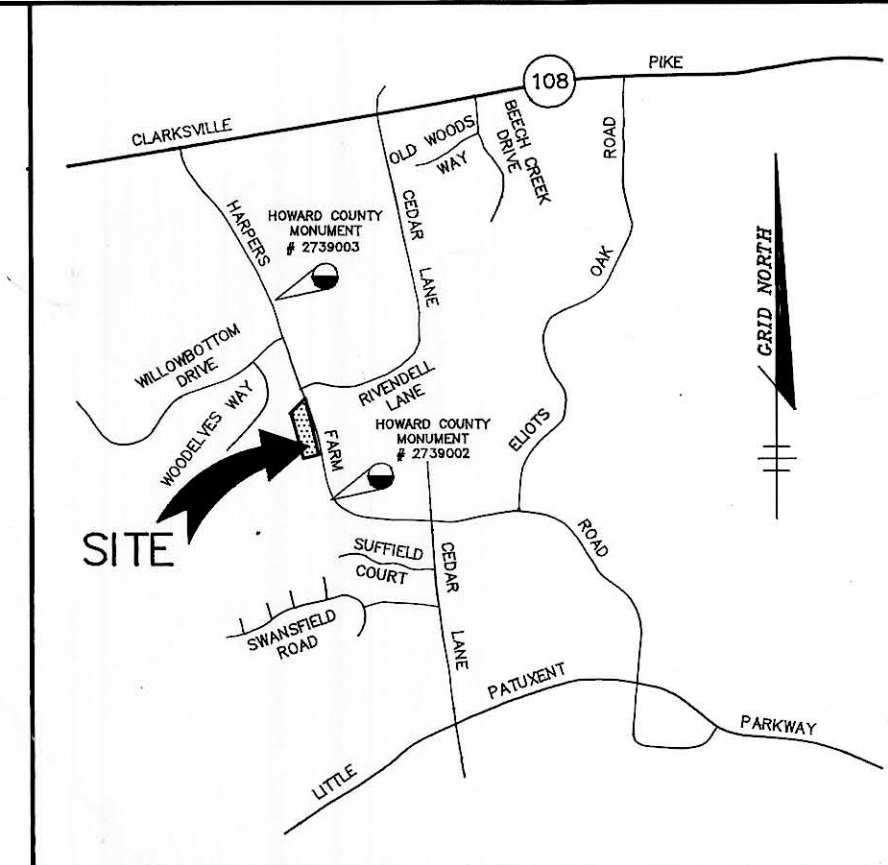 PIKE
108
CLARKSVILLE
OLD WOODS
WAY
BEECH CREEK
DRIVE
ROAD
HARPERS
HOWARD COUNTY
MONUMENT
# 2739003
CEDAR
LANE
OAK
GRID NORTH
WILLOWBOTTOM
DRIVE
WOODELVES WAY
RIVENDELL
LANE
FARM
HOWARD COUNTY
MONUMENT
# 2739002
ELIOTS
SITE
SUFFIELD
COURT
CEDAR
LANE
ROAD
SWANSFIELD
ROAD
PATUXENT
PARKWAY
LITTLE